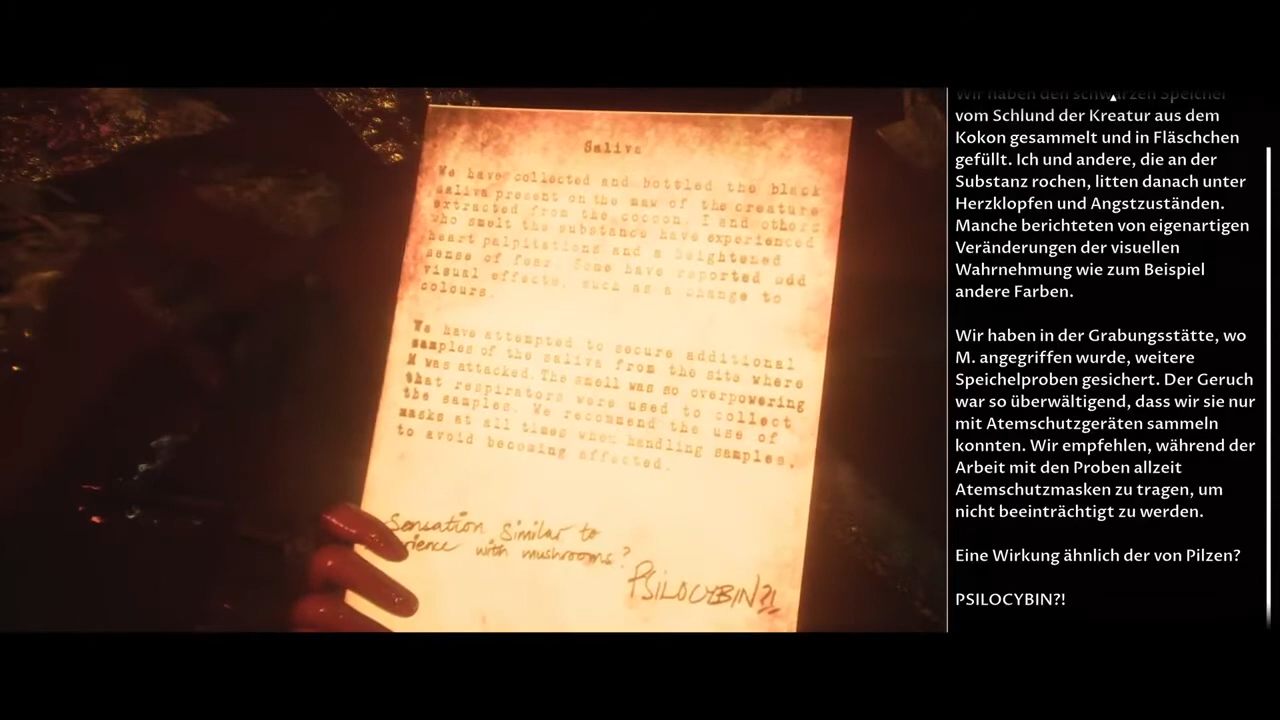 Saliva
We have collected and bottled the black
saliva present on the maw of the creature
extracted from the cocoon. I and others
who smelt the substance have experienced
heart palpitations and a heightened
sense of fear. Some have reported odd
visual effects, such as a change to
colours.
We have attempted to secure additional
samples of the saliva from the site where
M was attacked. The smell was so overpowering
that respirators were used to collect
the samples. We recommend the use of
masks at all times when handling samples,
to avoid becoming affected.
Sensation similar to
rience with mushrooms?
PSILOCYBIN?!
Wir haben den schwarzen Speichel
vom Schlund der Kreatur aus dem
Kokon gesammelt und in Fläschchen
gefüllt. Ich und andere, die an der
Substanz rochen, litten danach unter
Herzklopfen und Angstzuständen.
Manche berichteten von eigenartigen
Veränderungen der visuellen
Wahrnehmung wie zum Beispiel
andere Farben.
Wir haben in der Grabungsstätte, wo
M. angegriffen wurde, weitere
Speichelproben gesichert. Der Geruch
war so überwältigend, dass wir sie nur
mit Atemschutzgeräten sammeln
konnten. Wir empfehlen, während der
Arbeit mit den Proben allzeit
Atemschutzmasken zu tragen, um
nicht beeinträchtigt zu werden.
Eine Wirkung ähnlich der von Pilzen?
PSILOCYBIN?!